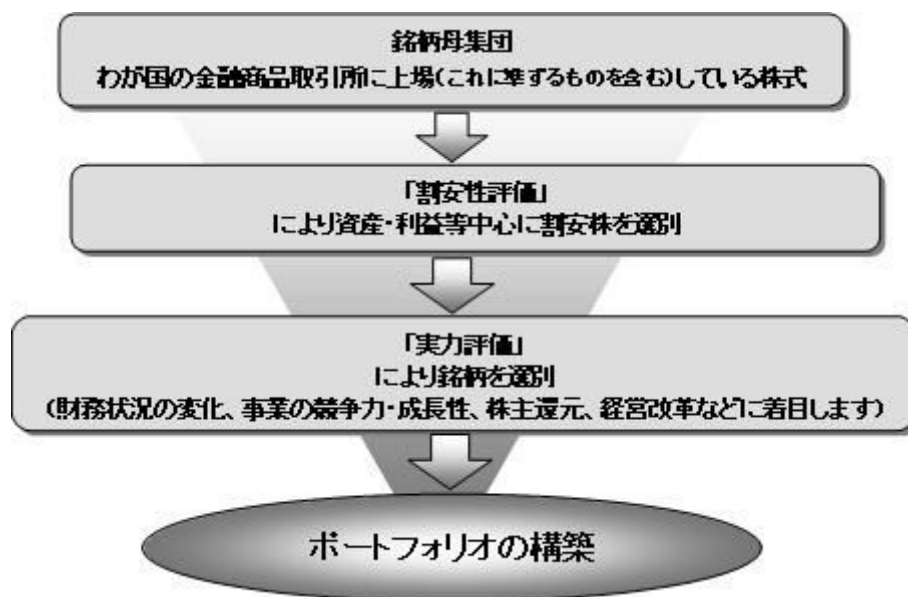 銘柄母集団
わが国の金融商品取引所に上場(これに準ずるものを含む)している株式
「割安性評価」
により資産・利益等中心に割安株を選別
「実力評価」
により銘柄を選別
(財務状況の変化、事業の競争力・成長性、株主還元、経営改革などに着目します)
ポートフォリオの構築